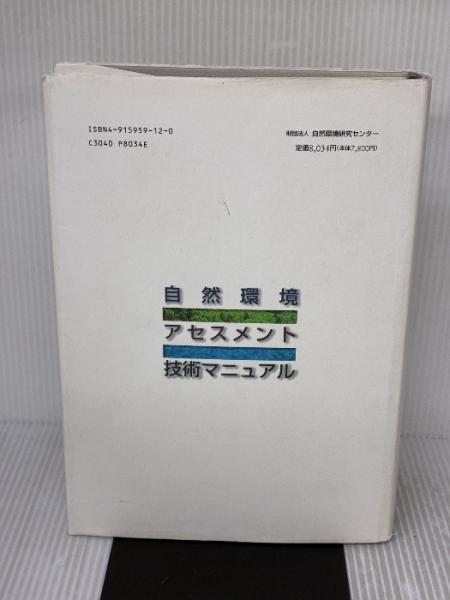 ISBN4-915959-12-0
C3040 P8034E
財団法人 自然環境研究センター
定価8,034円(本体7,800円)
自然環境
アセスメント
技術マニュアル